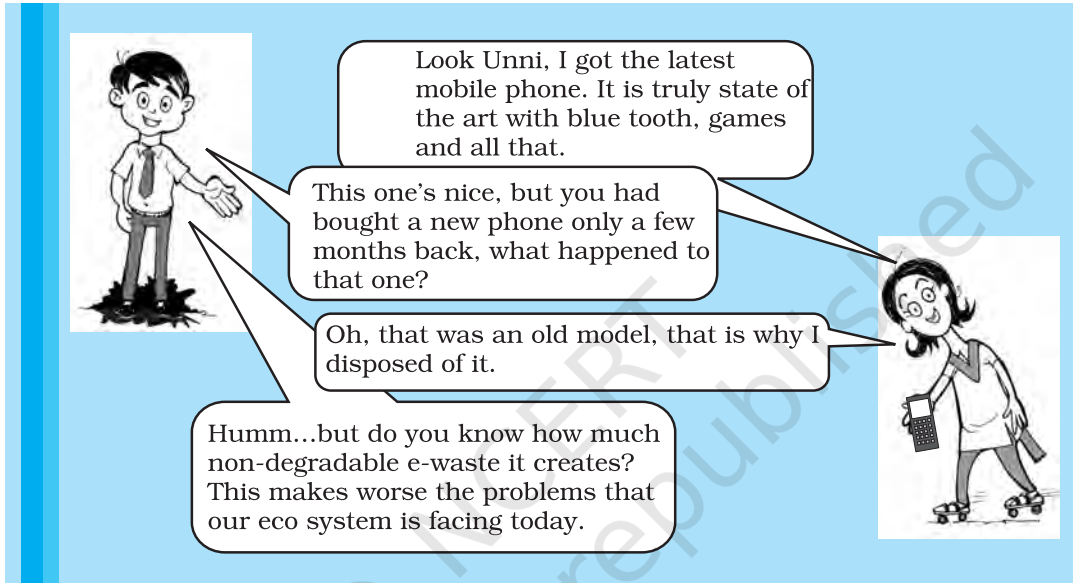 Look Unni, I got the latest
mobile phone. It is truly state of
the art with blue tooth, games
and all that.
This one's nice, but you had
bought a new phone only a few
months back, what happened to
that one?
Oh, that was an old model, that is why I
disposed of it.
Humm...but do you know how much
non-degradable e-waste it creates?
This makes worse the problems that
our eco system is facing today.
NCERT
republished